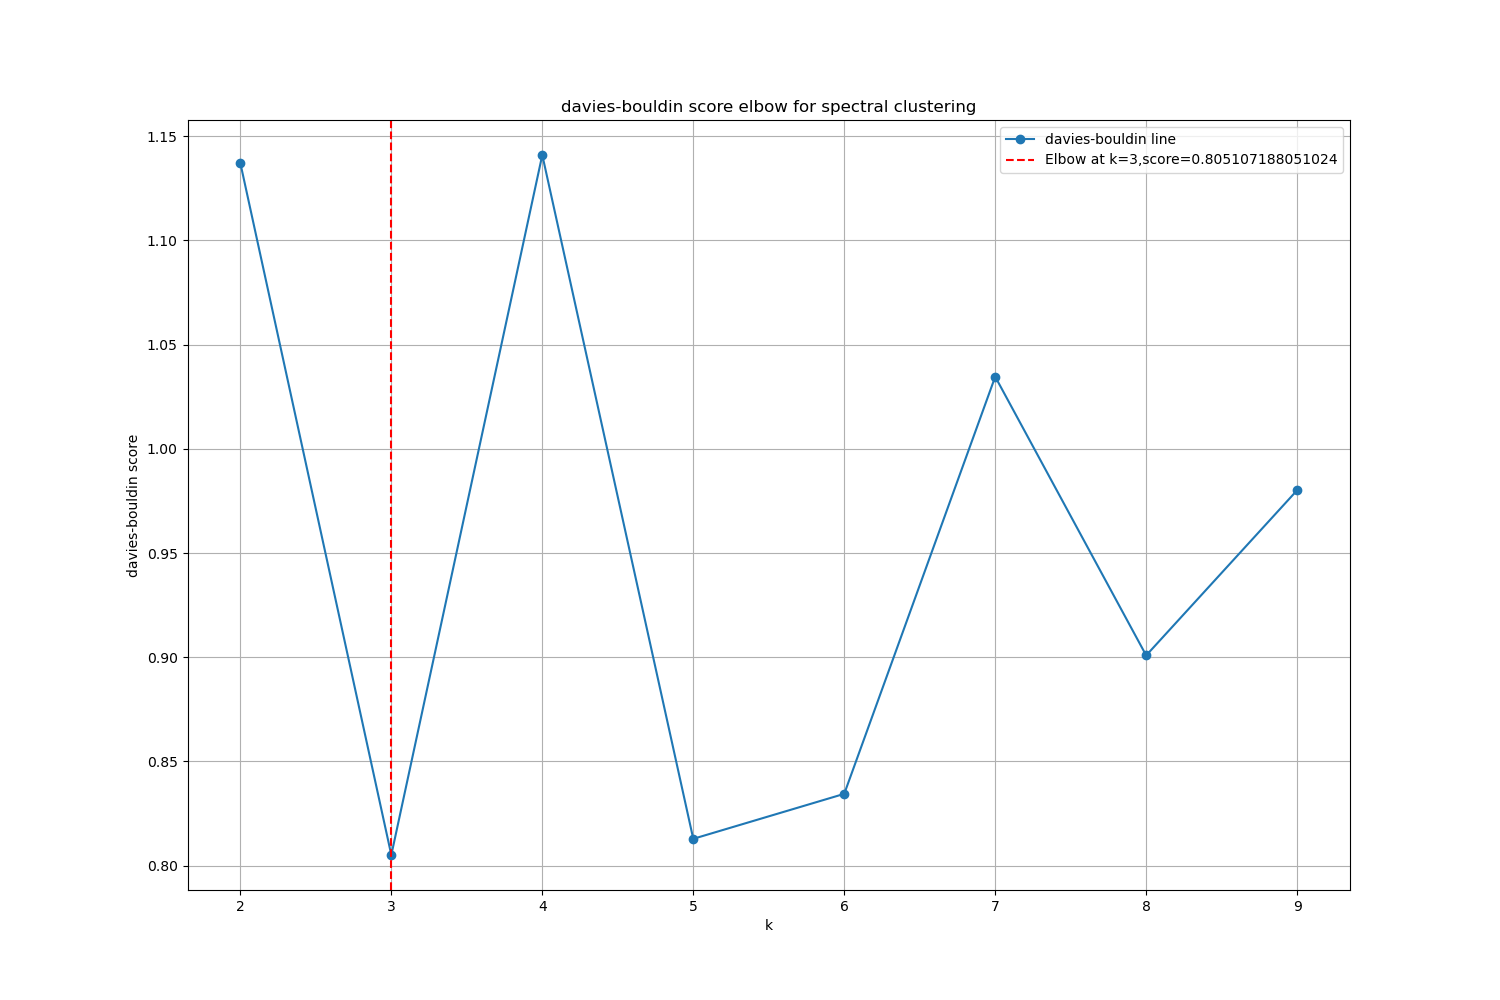 davies-bouldin score elbow for spectral clustering
davies-bouldin line
Elbow at k=3,score=0.805107188051024
1.15
1.10
1.05
1.00
0.95
0.90
0.85
0.80
davies-bouldin score
2 3 4 5 6 7 8 9
k